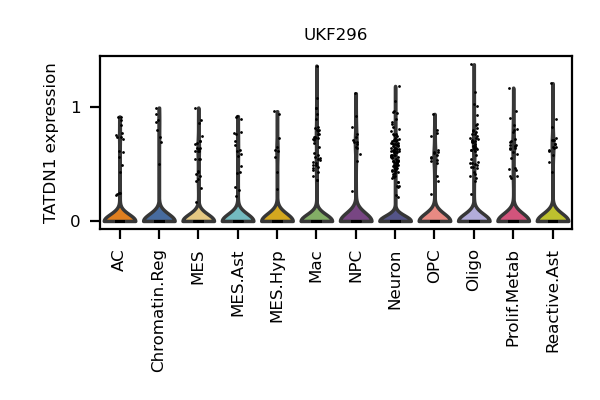 UKF296
TATDN1 expression
1
0
AC
Chromatin.Reg
MES
MES.Ast
MES.Hyp
Mac
NPC
Neuron
OPC
Oligo
Prolif.Metab
Reactive.Ast